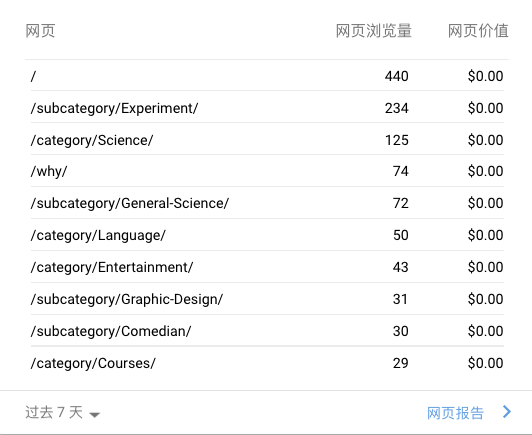 网页 网页浏览量 网页价值
/ 440 $0.00
/subcategory/Experiment/ 234 $0.00
/category/Science/ 125 $0.00
/why/ 74 $0.00
/subcategory/General-Science/ 72 $0.00
/category/Language/ 50 $0.00
/category/Entertainment/ 43 $0.00
/subcategory/Graphic-Design/ 31 $0.00
/subcategory/Comedian/ 30 $0.00
/category/Courses/ 29 $0.00
过去 7 天 网页报告